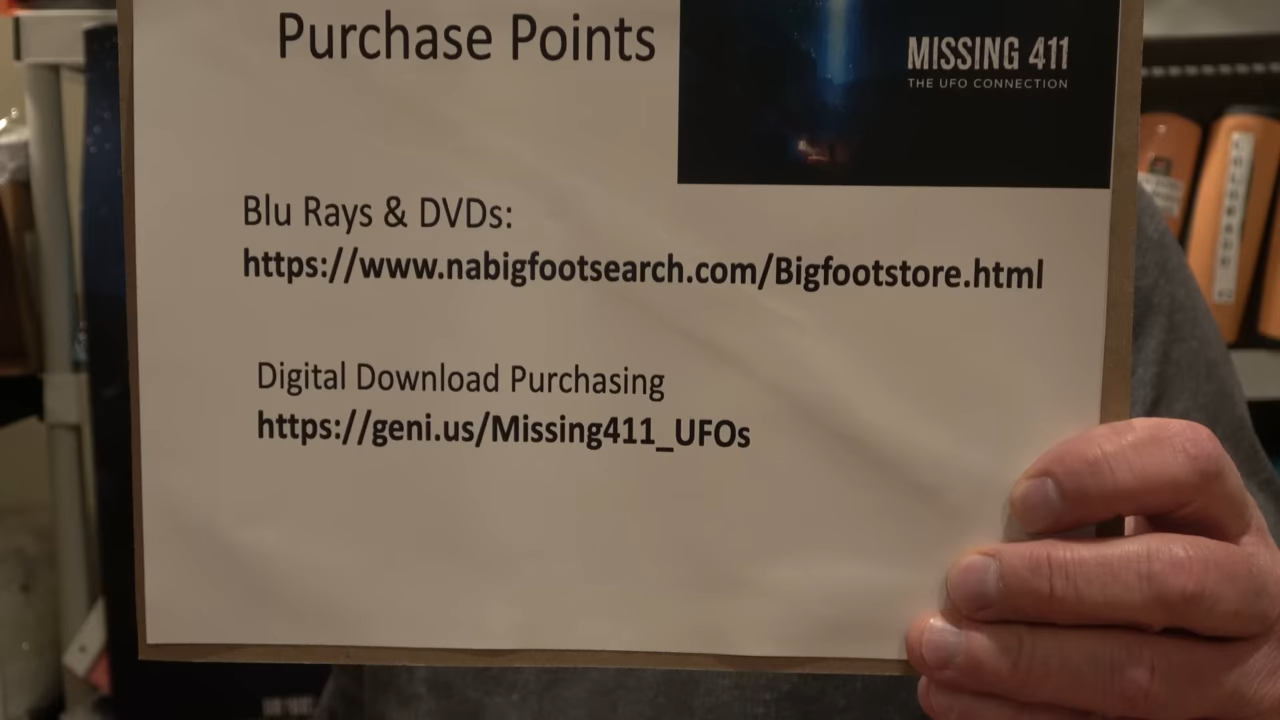 Purchase Points
MISSING 411
THE UFO CONNECTION
Blu Rays & DVDs:
https://www.nabigfootsearch.com/Bigfootstore.html
Digital Download Purchasing
https://geni.us/Missing411_UFOs
COLORADO